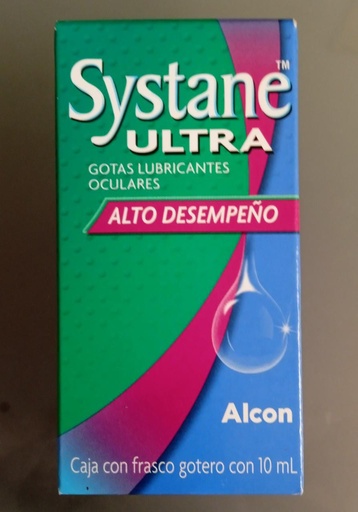 Systane™
ULTRA
GOTAS LUBRICANTES
OCULARES
ALTO DESEMPEÑO
Alcon
Caja con frasco gotero con 10 mL